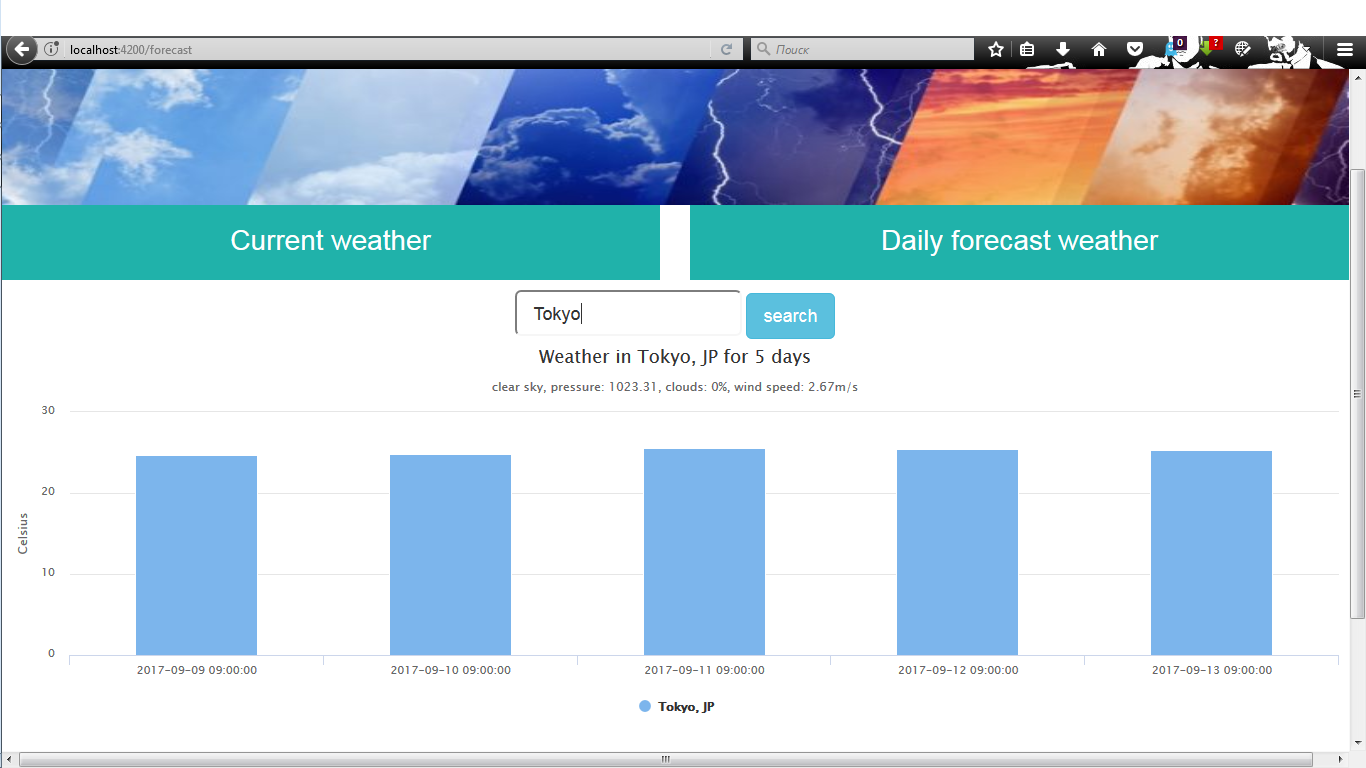 localhost:4200/forecast
Поиск
0
?
Current weather
Daily forecast weather
Tokyo
search
Weather in Tokyo, JP for 5 days
clear sky, pressure: 1023.31, clouds: 0%, wind speed: 2.67m/s
30
20
10
0
Celsius
2017-09-09 09:00:00
2017-09-10 09:00:00
2017-09-11 09:00:00
2017-09-12 09:00:00
2017-09-13 09:00:00
Tokyo, JP